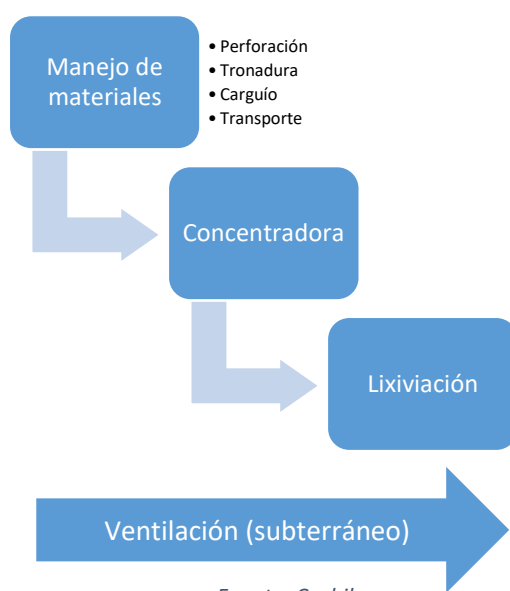 Manejo de
materiales
• Perforación
• Tronadura
• Carguío
• Transporte
Concentradora
Lixiviación
Ventilación (subterráneo)